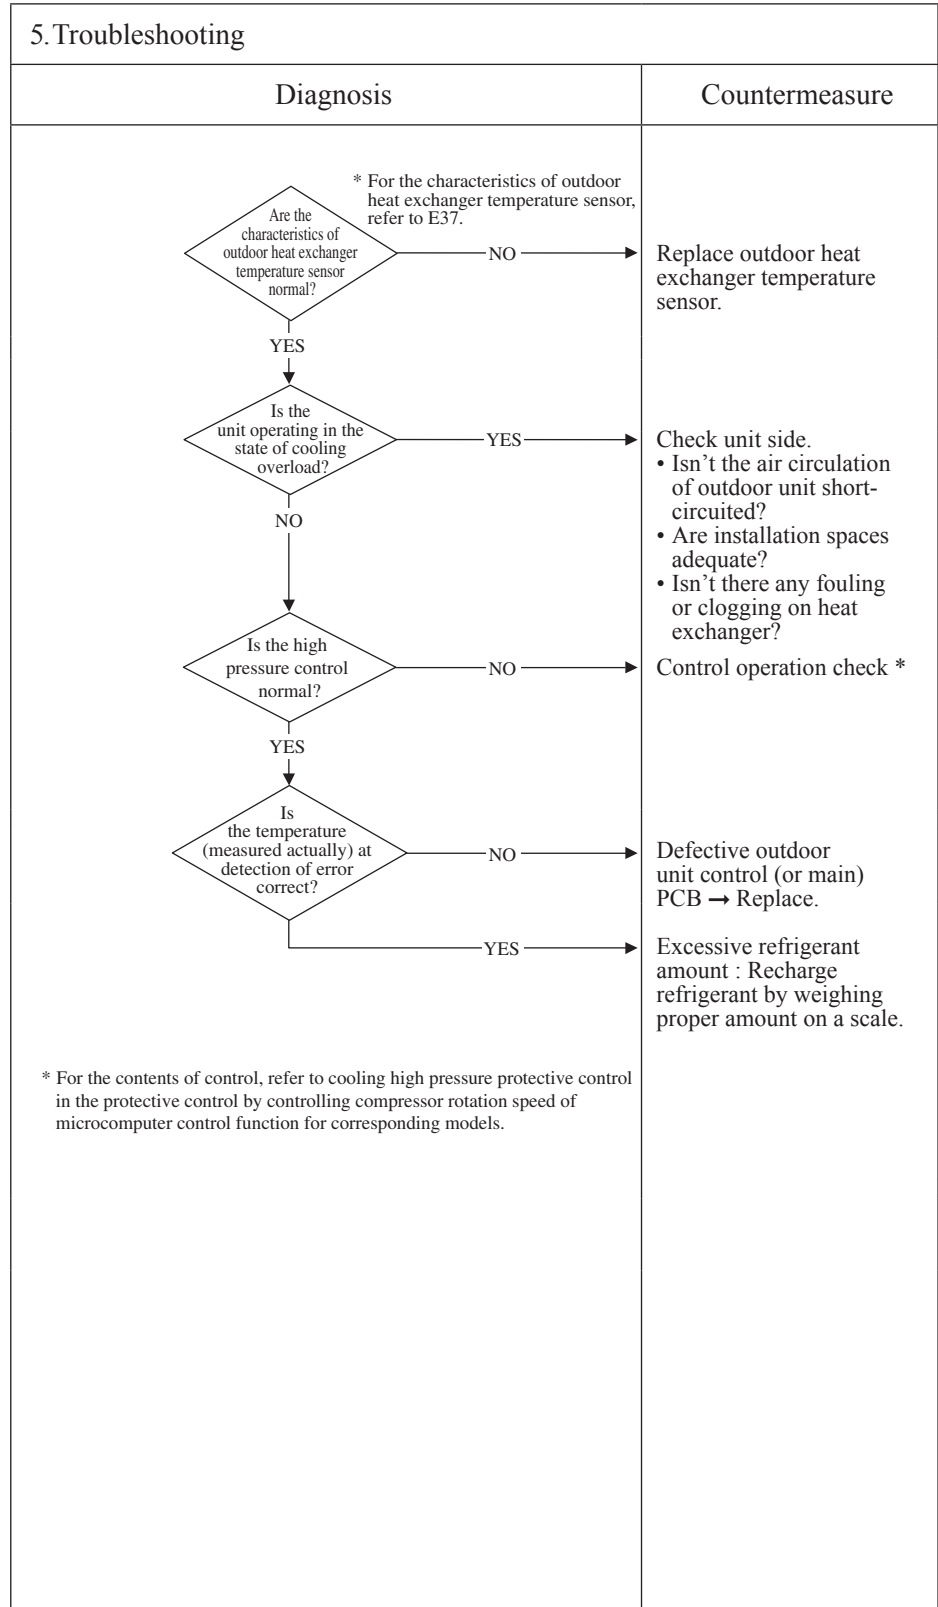 5. Troubleshooting
Diagnosis
Countermeasure
* For the characteristics of outdoor
heat exchanger temperature sensor,
refer to E37.
Are the
characteristics of
outdoor heat exchanger
temperature sensor
normal?
NO
Replace outdoor heat
exchanger temperature
sensor.
YES
Is the
unit operating in the
state of cooling
overload?
YES
Check unit side.
• Isn't the air circulation
of outdoor unit short-
circuited?
• Are installation spaces
adequate?
• Isn't there any fouling
or clogging on heat
exchanger?
NO
Is the high
pressure control
normal?
NO
Control operation check *
YES
Is
the temperature
(measured actually) at
detection of error
correct?
NO
Defective outdoor
unit control (or main)
PCB → Replace.
YES
Excessive refrigerant
amount : Recharge
refrigerant by weighing
proper amount on a scale.
* For the contents of control, refer to cooling high pressure protective control
in the protective control by controlling compressor rotation speed of
microcomputer control function for corresponding models.